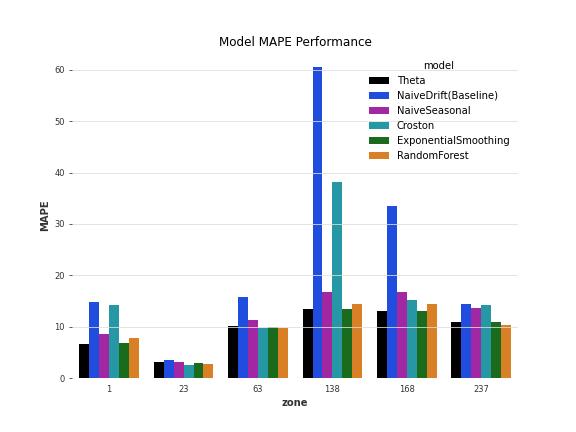 Model MAPE Performance
model
Theta
NaiveDrift(Baseline)
NaiveSeasonal
Croston
ExponentialSmoothing
RandomForest
60
50
40
30
20
10
0
MAPE
1 23 63 138 168 237
zone